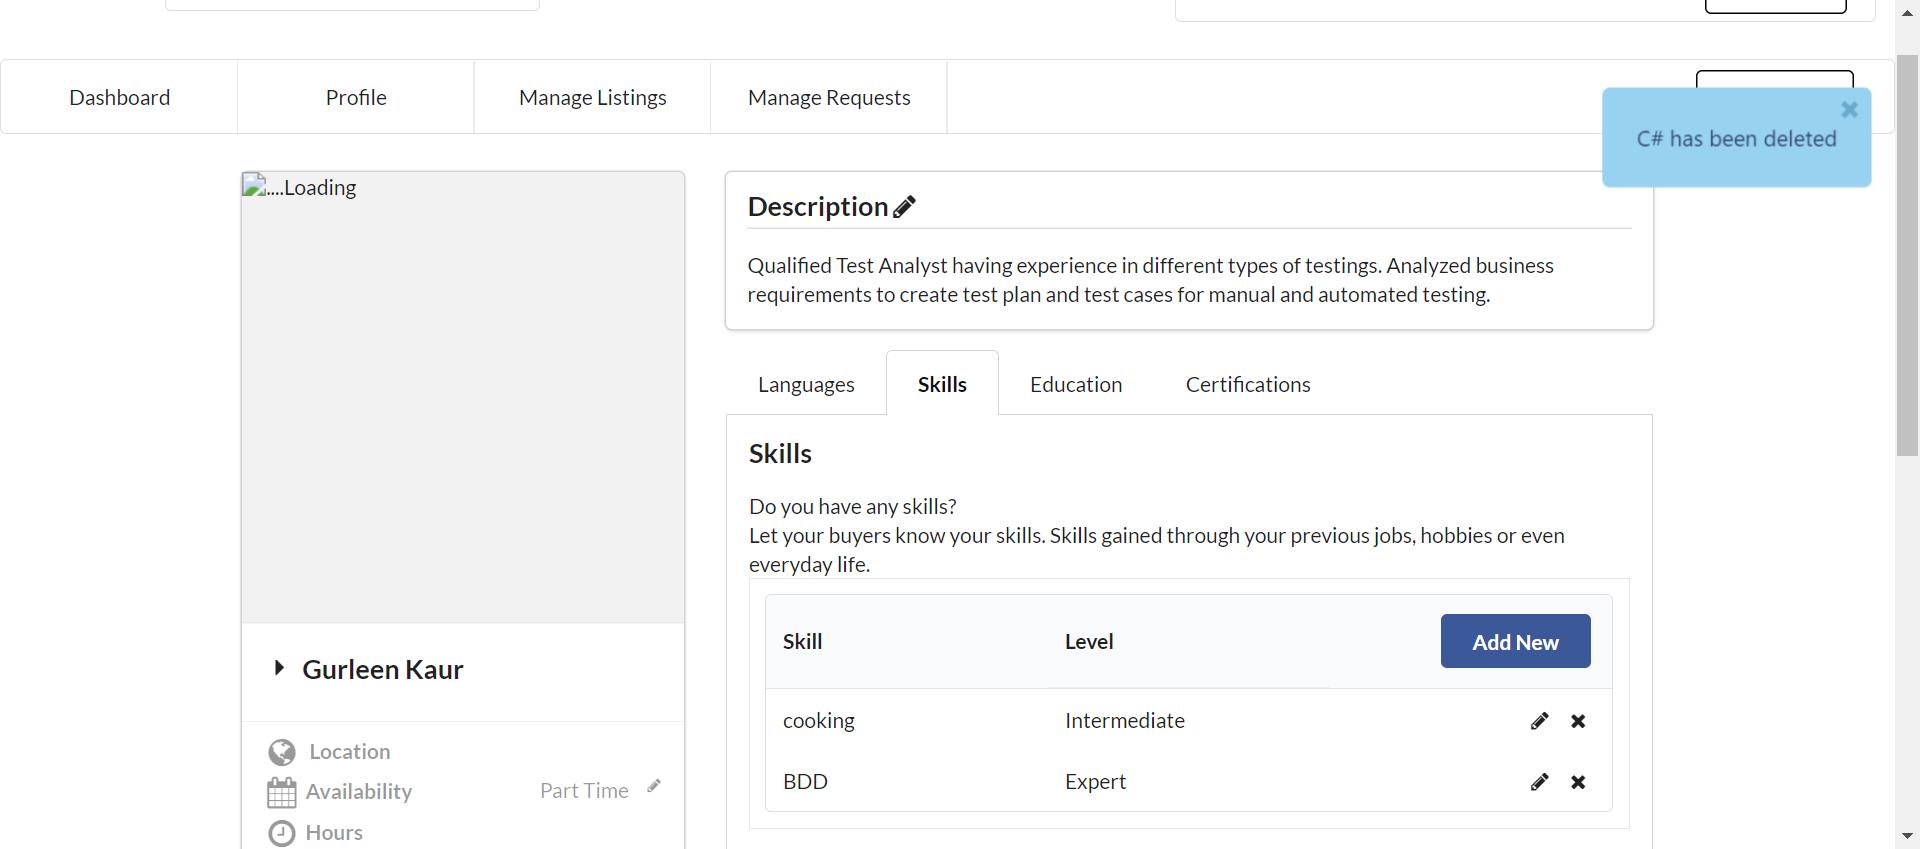 Dashboard
Profile
Manage Listings
Manage Requests
C# has been deleted
....Loading
Gurleen Kaur
Location
Availability
Part Time
Hours
Description
Qualified Test Analyst having experience in different types of testings. Analyzed business
requirements to create test plan and test cases for manual and automated testing.
Languages
Skills
Education
Certifications
Skills
Do you have any skills?
Let your buyers know your skills. Skills gained through your previous jobs, hobbies or even
everyday life.
Skill
Level
Add New
cooking
Intermediate
BDD
Expert